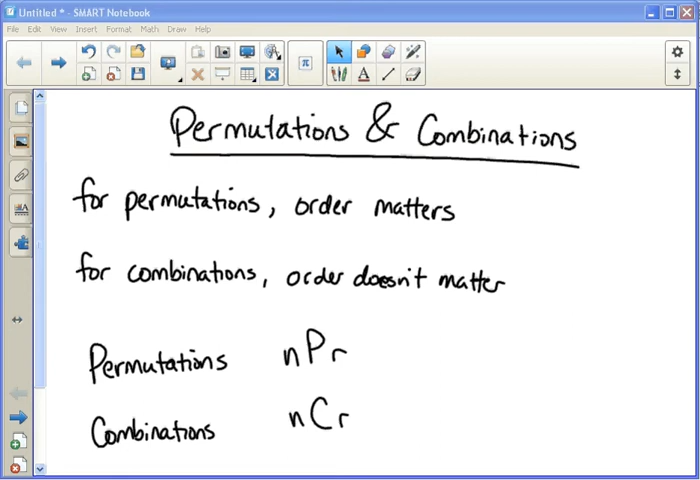 Untitled * - SMART Notebook
File Edit View Insert Format Math Draw Help
π
A
Permutations & Combinations
for permutations, order matters
for combinations, order doesn't matter
Permutations nPr
Combinations nCr